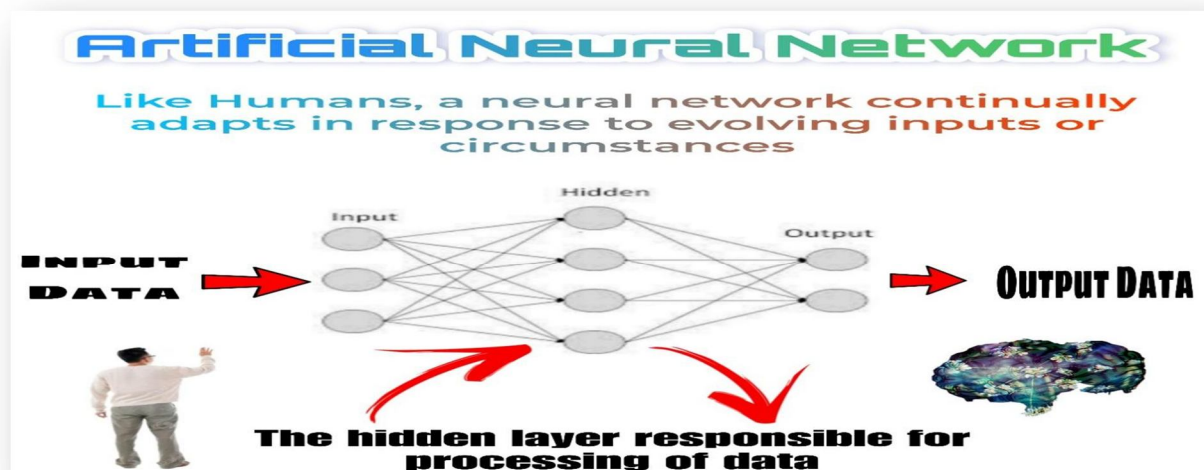 Artificial Neural Network
Like Humans, a neural network continually
adapts in response to evolving inputs or
circumstances
Hidden
Input
Output
INPUT
DATA
OUTPUT DATA
The hidden layer responsible for
processing of data